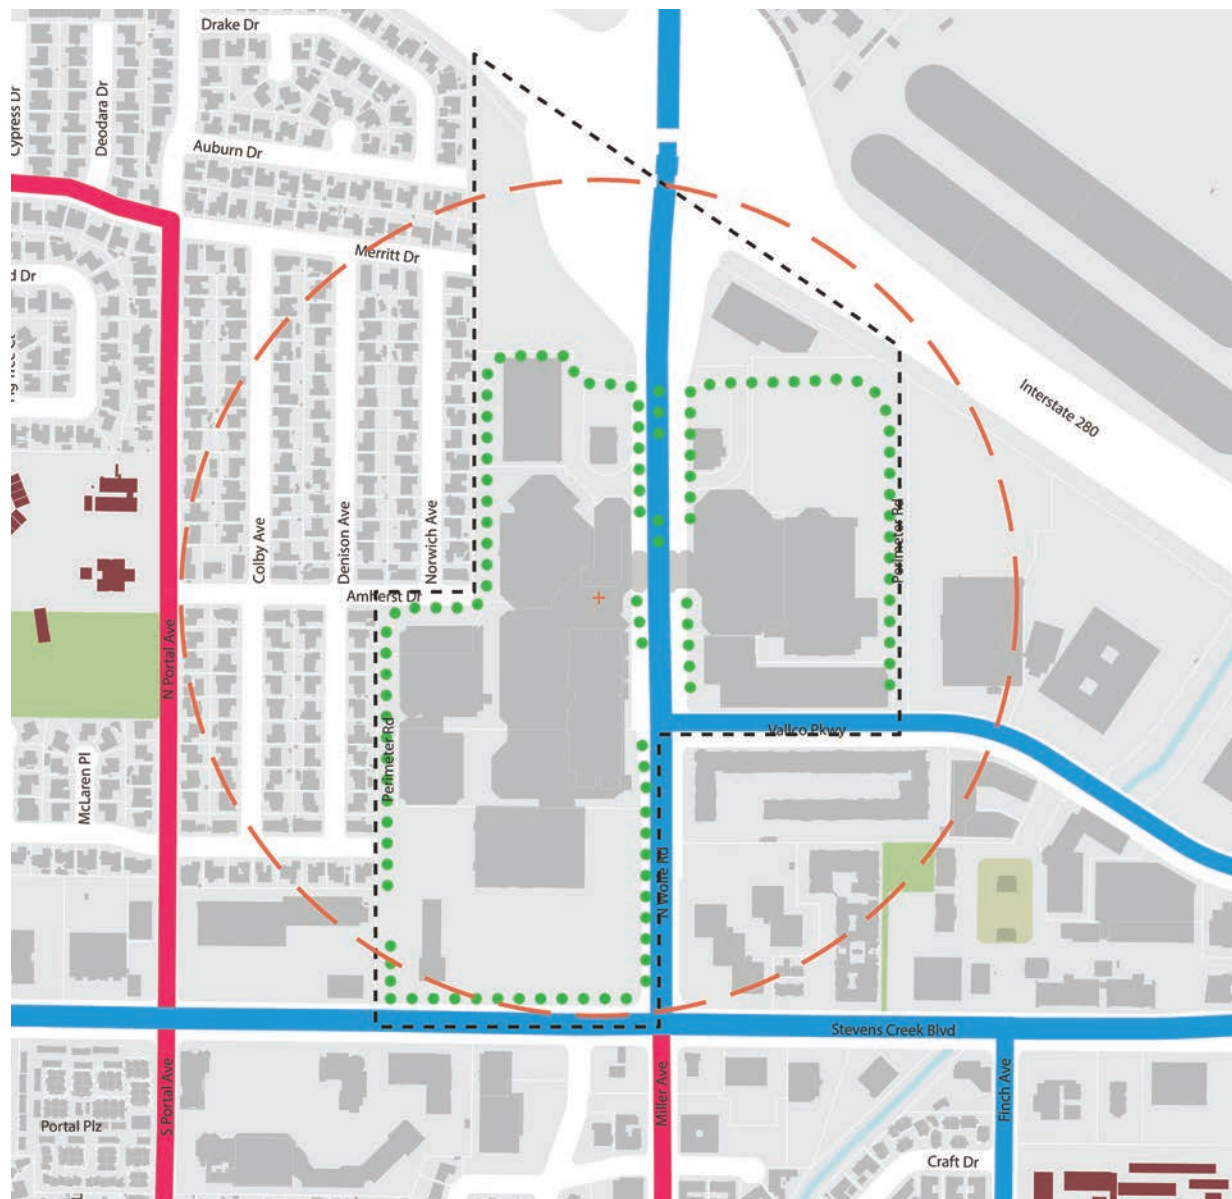 Drake Dr
Cypress Dr
Deodara Dr
Auburn Dr
Merritt Dr
d Dr
Interstate 280
Colby Ave
Denison Ave
Norwich Ave
Perimeter Rd
Amherst Dr
N Portal Ave
Perimeter Rd
Vallco Pkwy
McLaren Pl
N Wolfe Rd
Stevens Creek Blvd
S Portal Ave
Miller Ave
Finch Ave
Portal Plz
Craft Dr